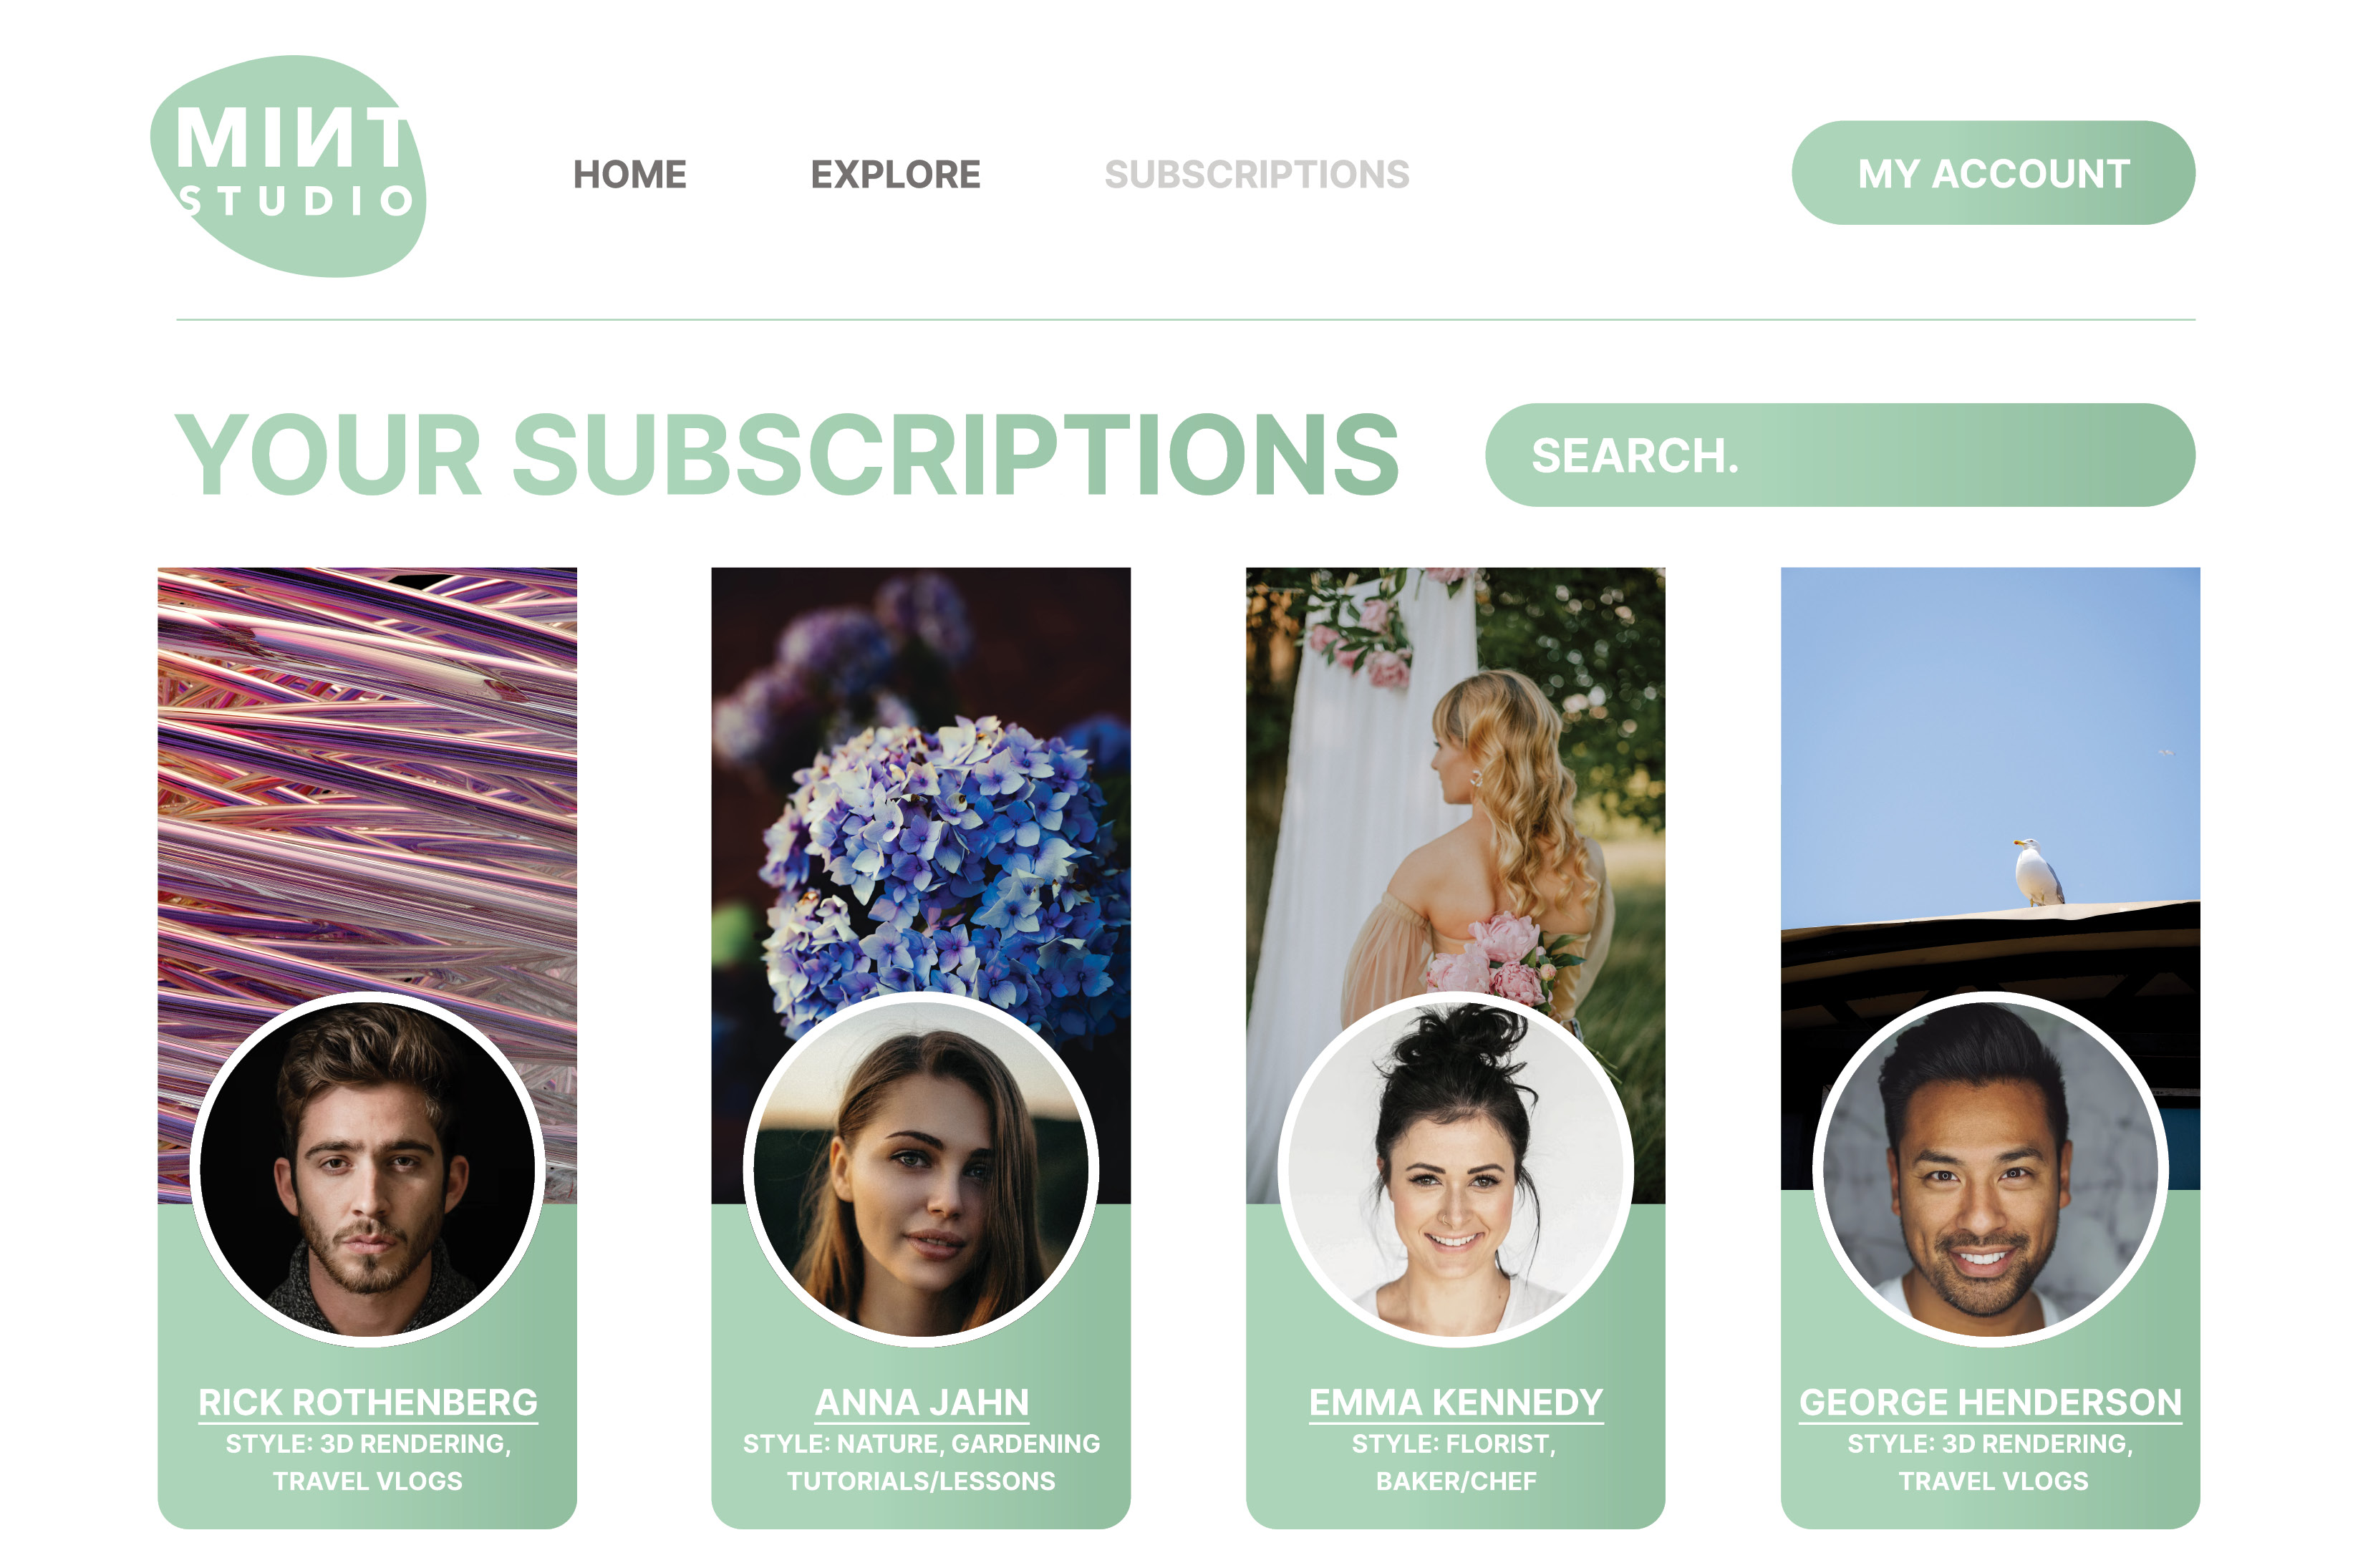 MIИT
STUDIO
HOME
EXPLORE
SUBSCRIPTIONS
MY ACCOUNT
YOUR SUBSCRIPTIONS
SEARCH.
RICK ROTHENBERG
STYLE: 3D RENDERING,
TRAVEL VLOGS
ANNA JAHN
STYLE: NATURE, GARDENING
TUTORIALS/LESSONS
EMMA KENNEDY
STYLE: FLORIST,
BAKER/CHEF
GEORGE HENDERSON
STYLE: 3D RENDERING,
TRAVEL VLOGS